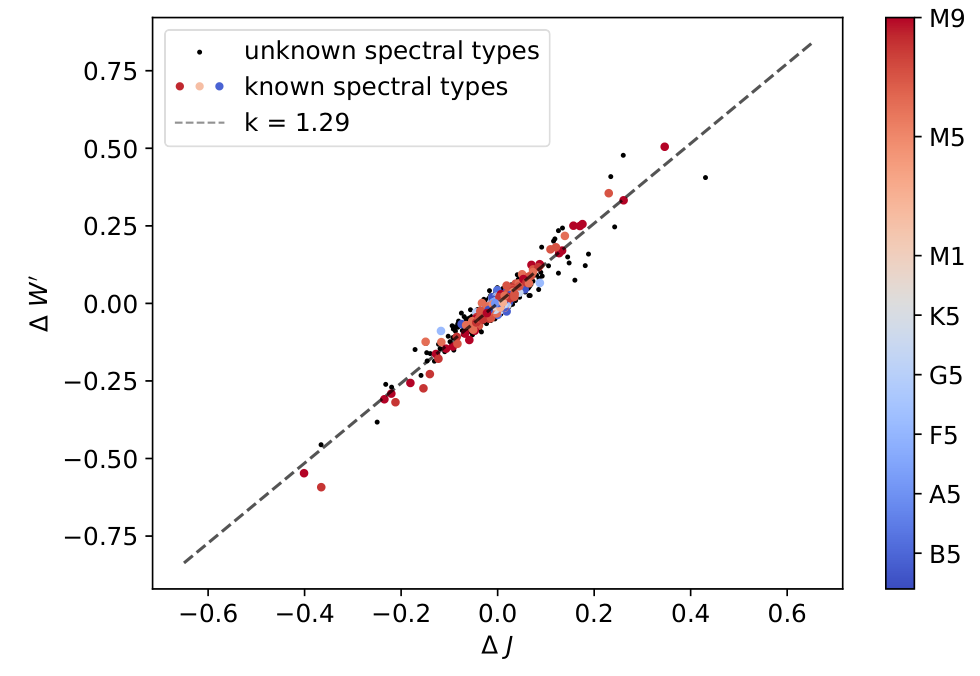 unknown spectral types
known spectral types
k = 1.29
0.75
0.50
0.25
0.00
−0.25
−0.50
−0.75
Δ W′
−0.6
−0.4
−0.2
0.0
0.2
0.4
0.6
Δ J
M9
M5
M1
K5
G5
F5
A5
B5